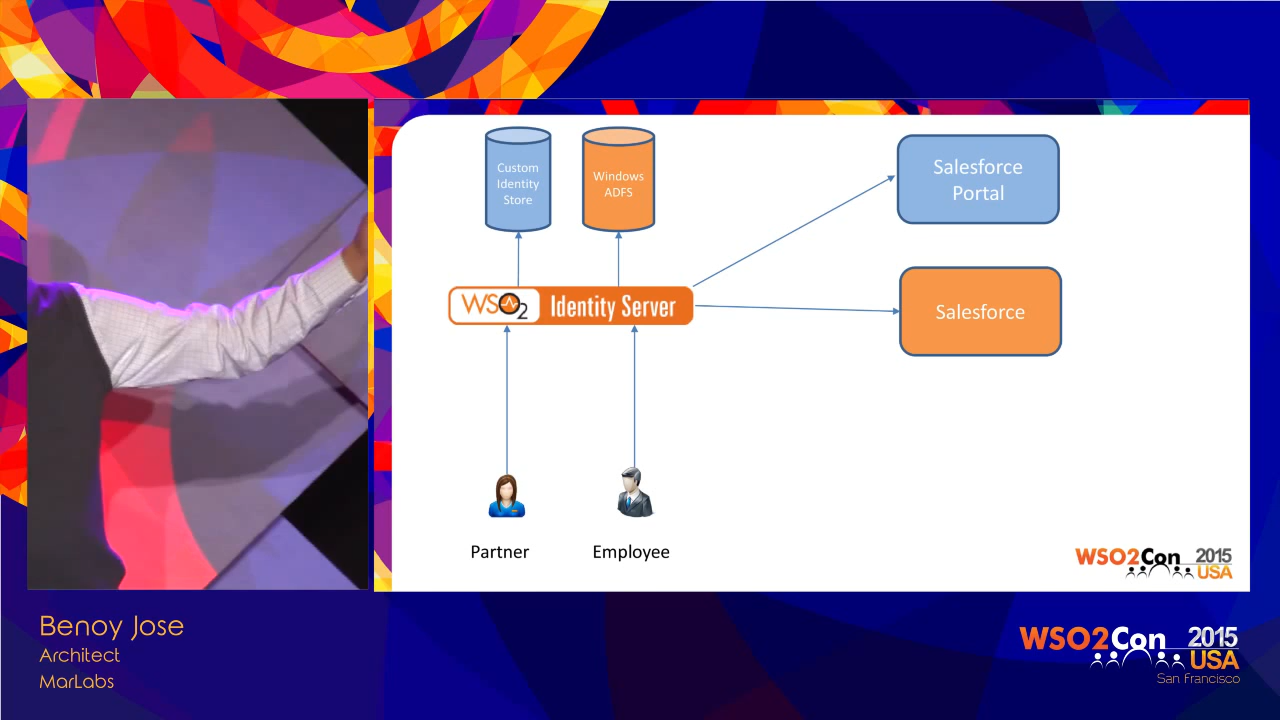 Custom
Identity
Store
Windows
ADFS
Salesforce
Portal
WSO2
Identity Server
Salesforce
Partner
Employee
WSO2Con 2015
USA
Benoy Jose
Architect
MarLabs
WSO2Con 2015
USA
San Francisco